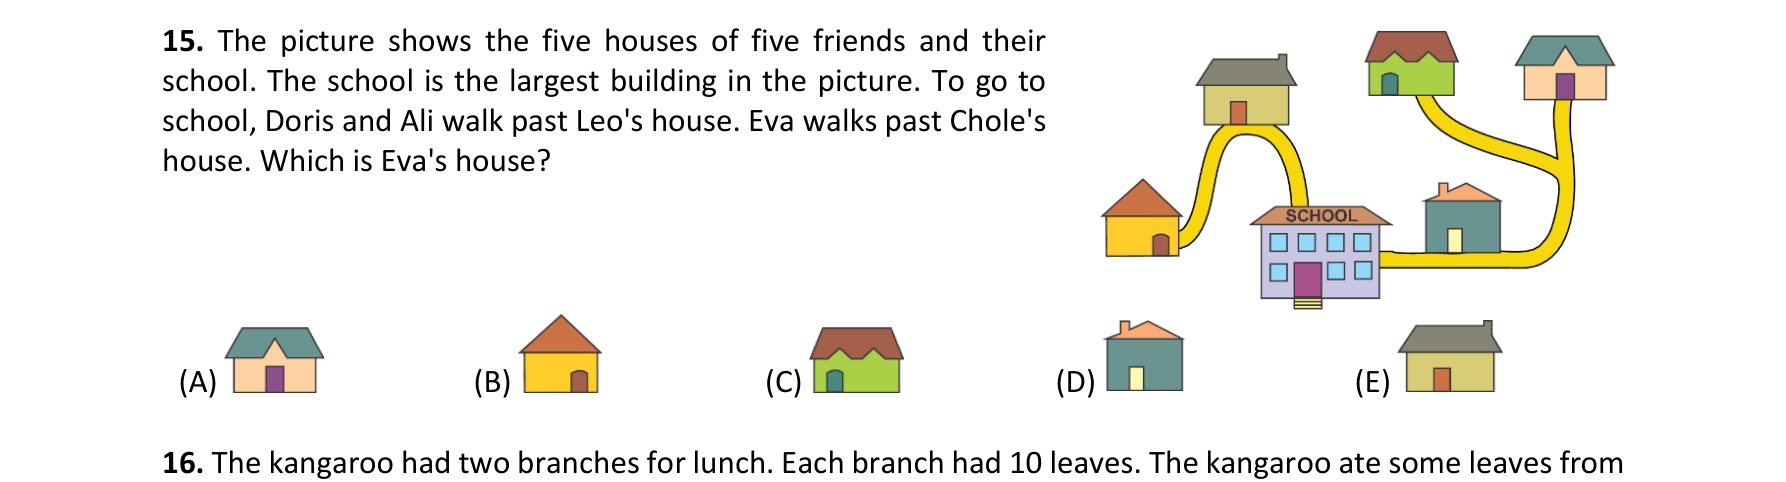 15. The picture shows the five houses of five friends and their
school. The school is the largest building in the picture. To go to
school, Doris and Ali walk past Leo's house. Eva walks past Chole's
house. Which is Eva's house?
SCHOOL
(A) (B) (C) (D) (E)
16. The kangaroo had two branches for lunch. Each branch had 10 leaves. The kangaroo ate some leaves from